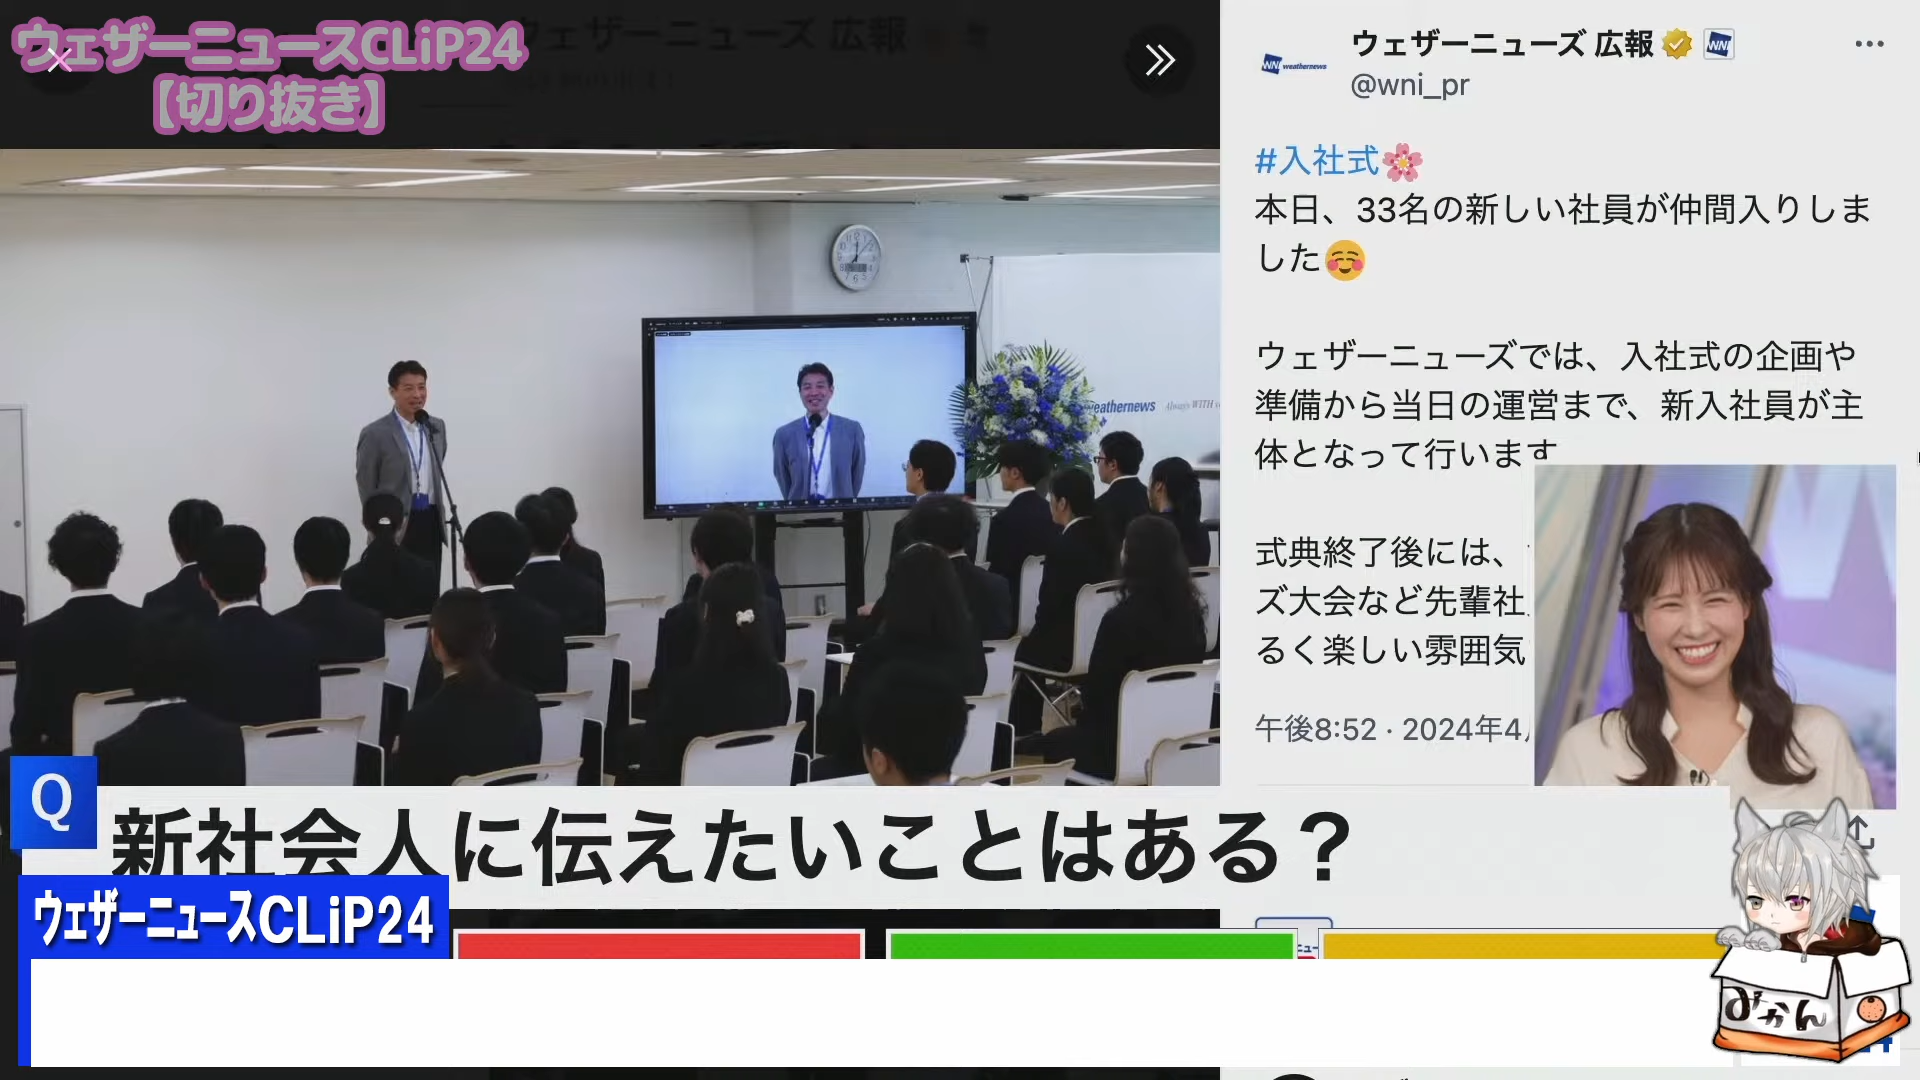 ウェザーニュースCLiP24
【切り抜き】
ウェザーニューズ 広報
WNI weathernews
WNI
@wni_pr
#入社式
本日、33名の新しい社員が仲間入りしま
した
ウェザーニューズでは、入社式の企画や
準備から当日の運営まで、新入社員が主
体となって行います
式典終了後には、
ズ大会など先輩社
るく楽しい雰囲気
午後8:52 · 2024年4
weathernews Always WITH
Q
新社会人に伝えたいことはある？
ウェザーニュースCLiP24
みかん